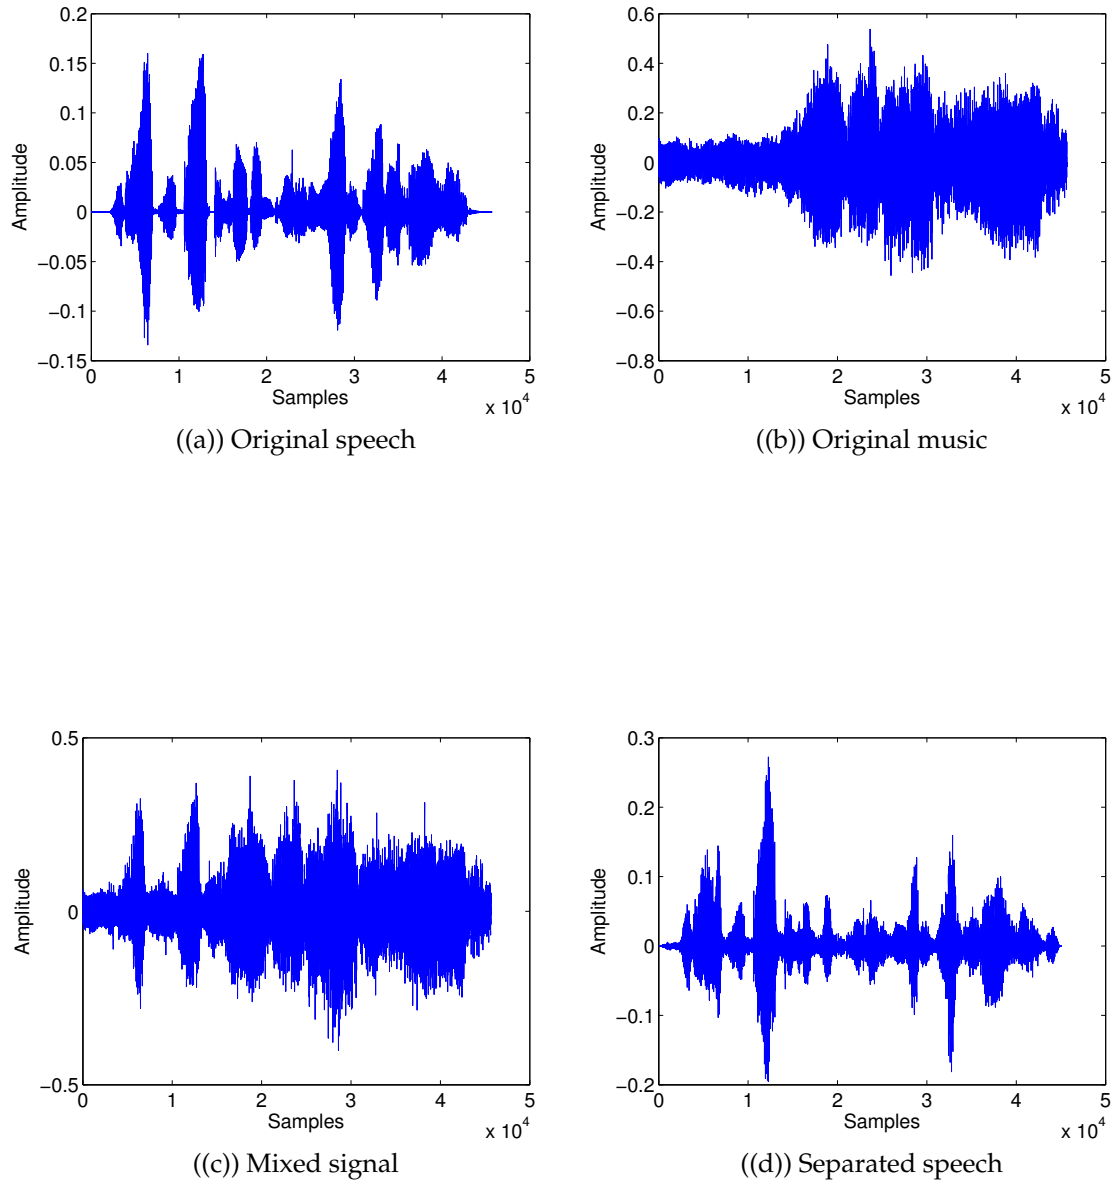 0.2
0.15
0.1
0.05
0
−0.05
−0.1
−0.15
Amplitude
0 1 2 3 4 5
Samples
x 10^4
((a)) Original speech
0.6
0.4
0.2
0
−0.2
−0.4
−0.6
−0.8
Amplitude
0 1 2 3 4 5
Samples
x 10^4
((b)) Original music
0.5
0
−0.5
Amplitude
0 1 2 3 4 5
Samples
x 10^4
((c)) Mixed signal
0.3
0.2
0.1
0
−0.1
−0.2
Amplitude
0 1 2 3 4 5
Samples
x 10^4
((d)) Separated speech